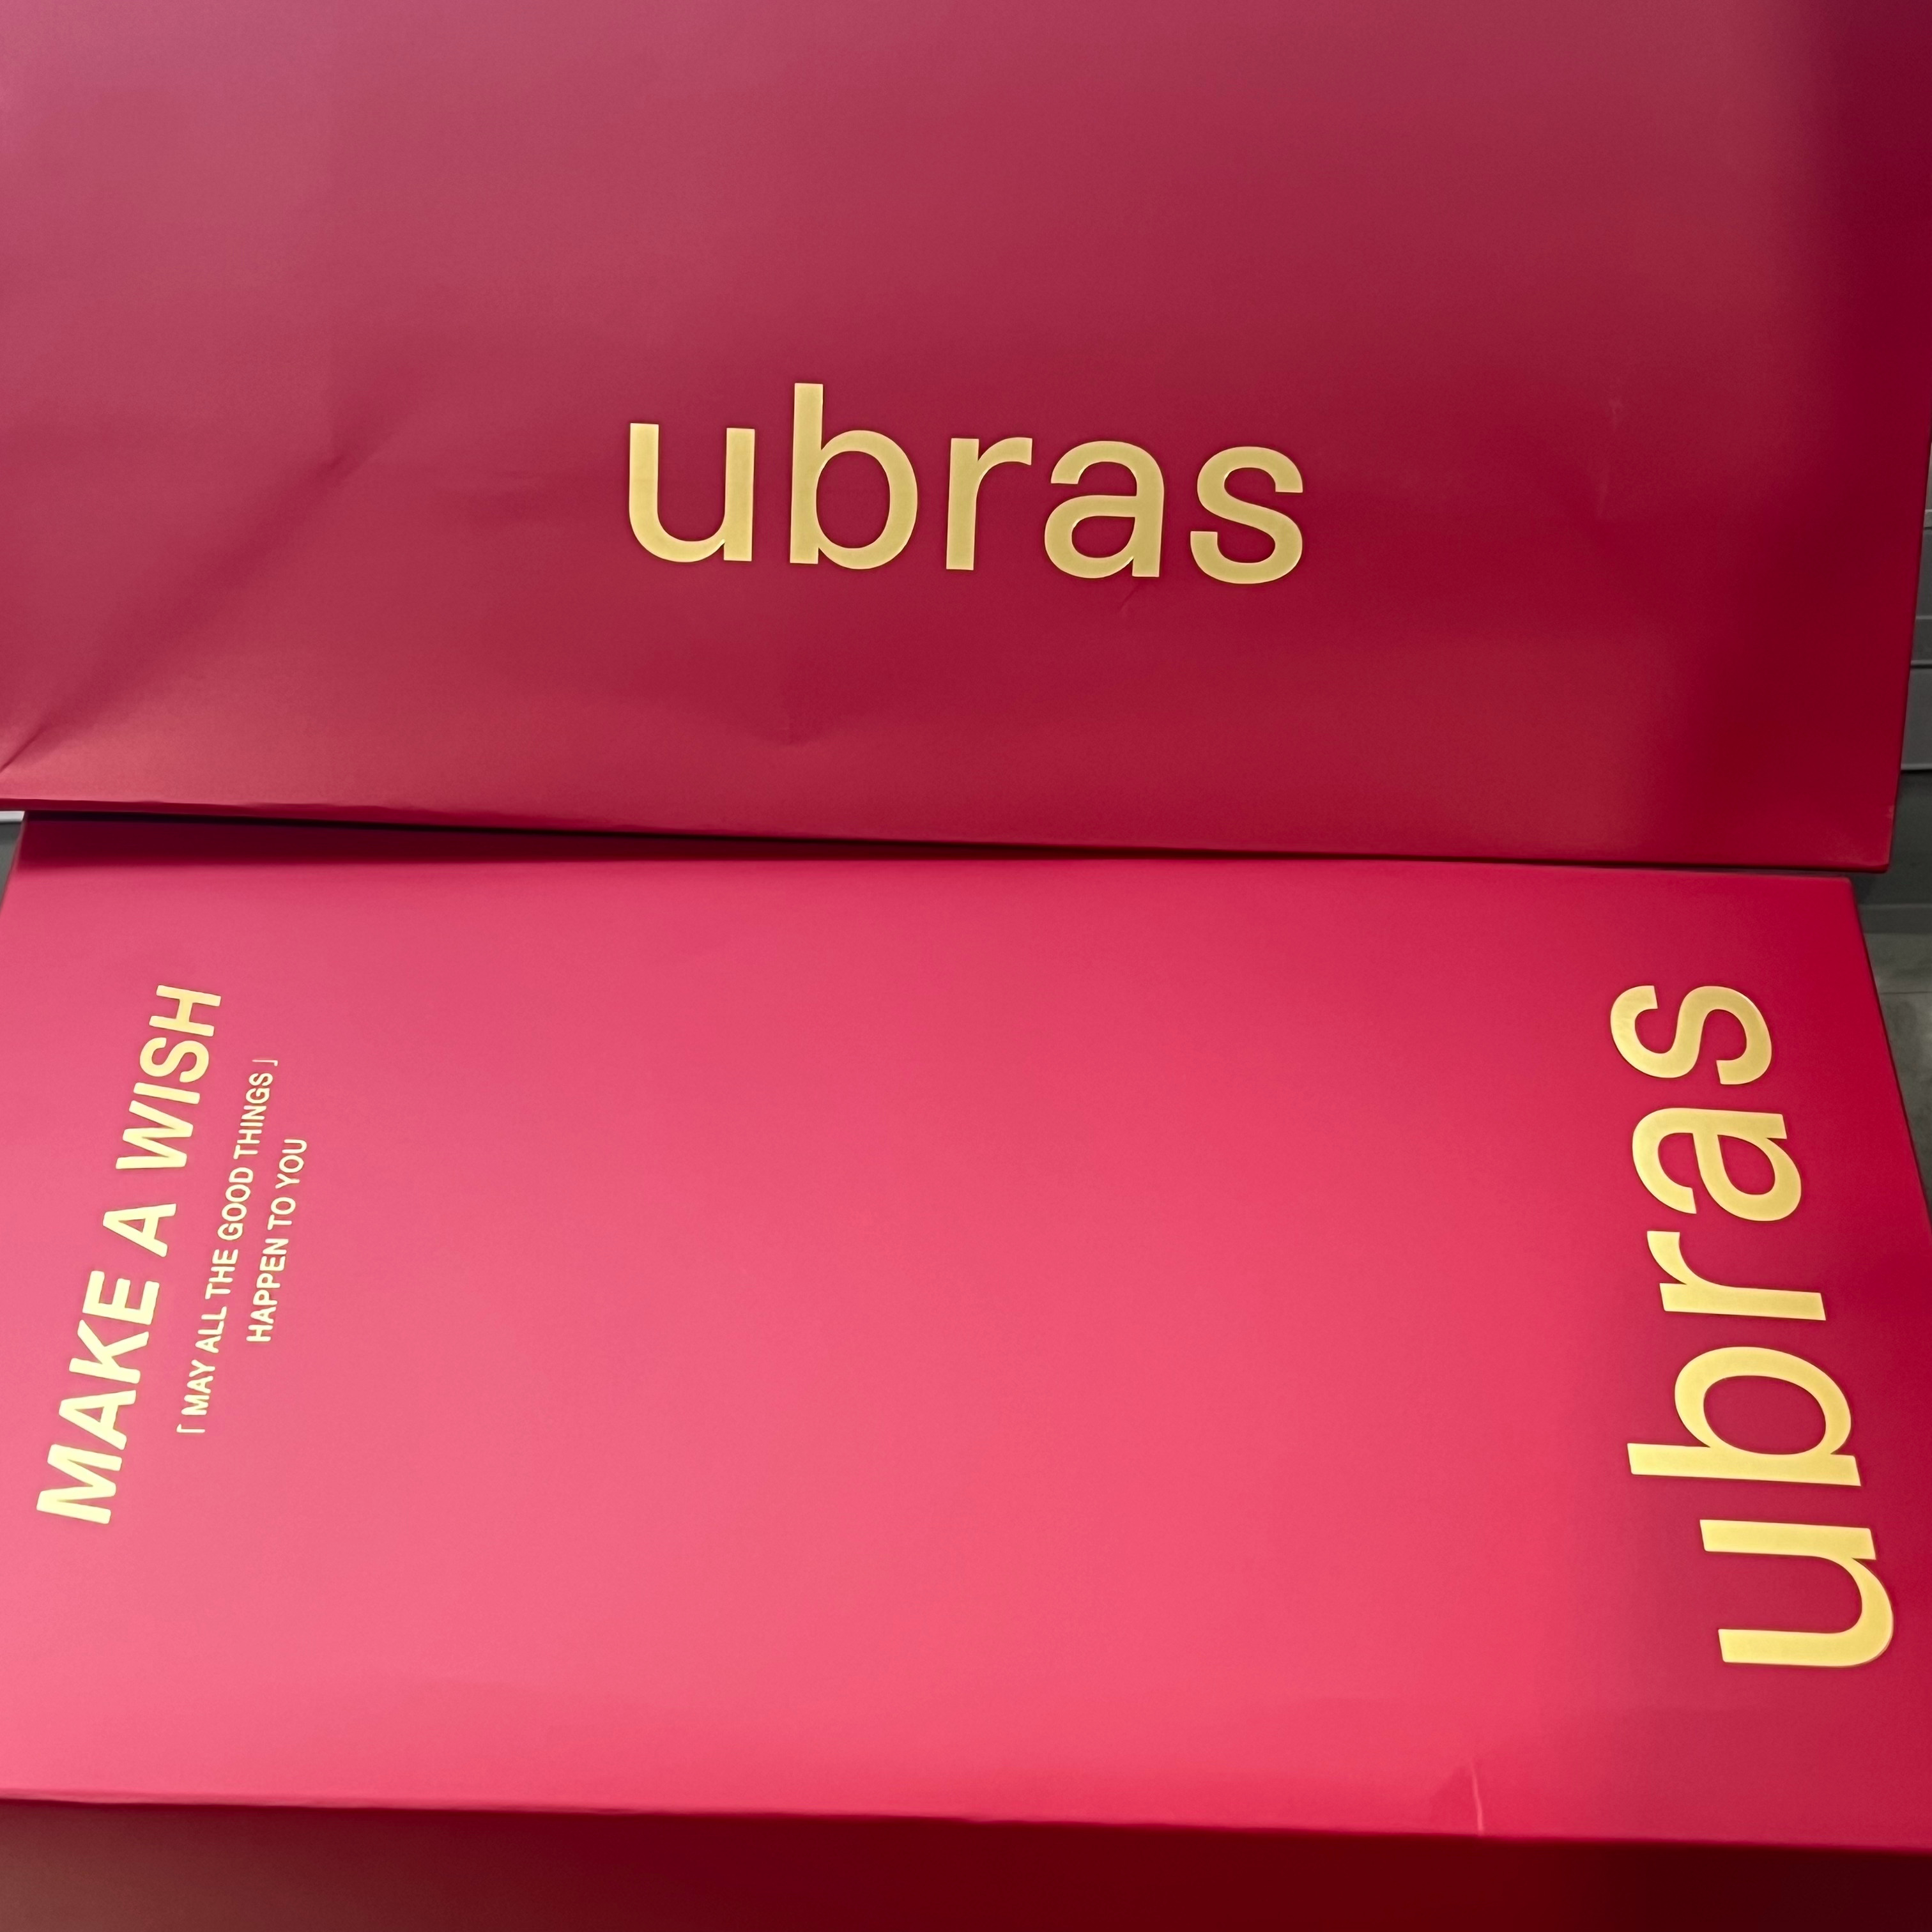 ubras
MAKE A WISH
「 MAY ALL THE GOOD THINGS 」
HAPPEN TO YOU
ubras